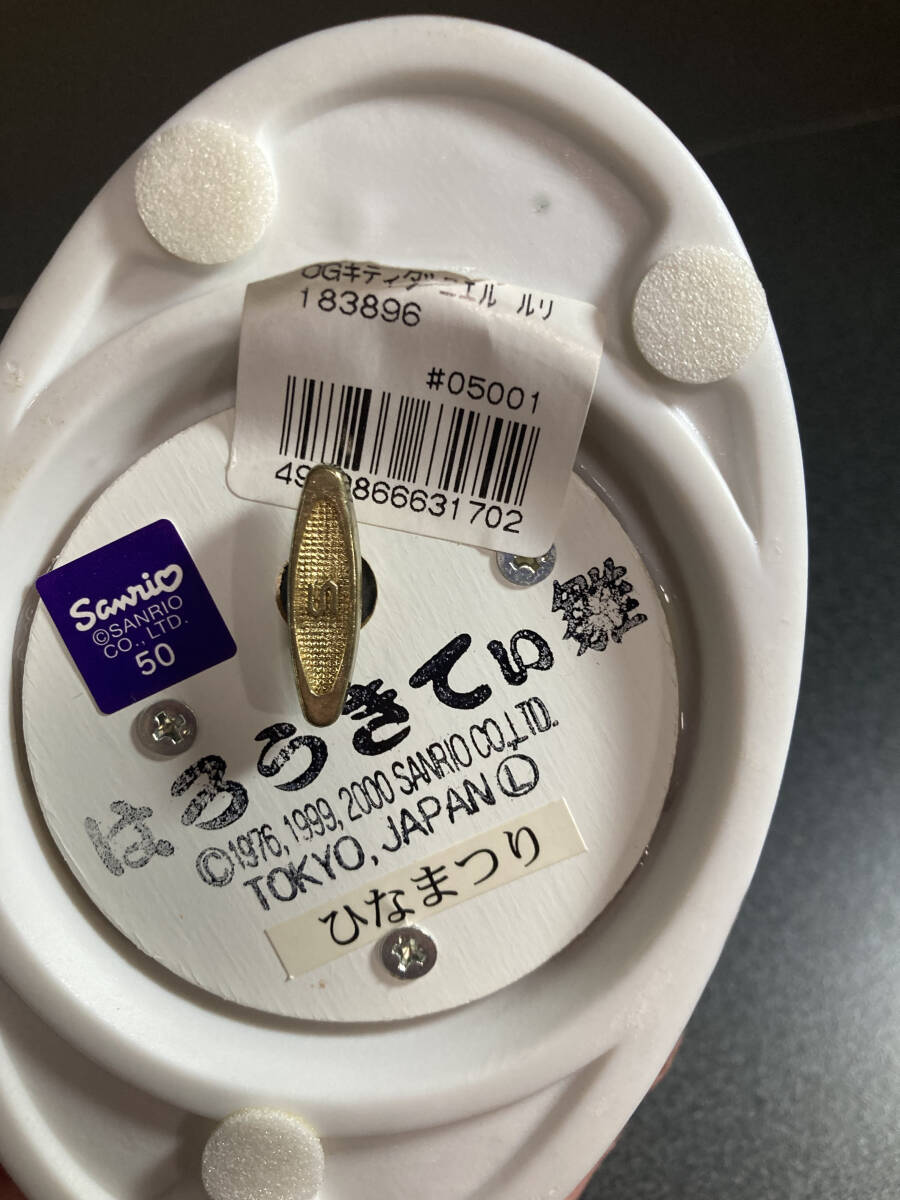 OGキティダニエル ルリ
183896
#05001
866631702
Sanrio
©SANRIO
CO., LTD.
50
S
はろうきてぃ雛
©1976, 1999, 2000 SANRIO CO., LTD.
TOKYO, JAPAN Ⓛ
ひなまつり